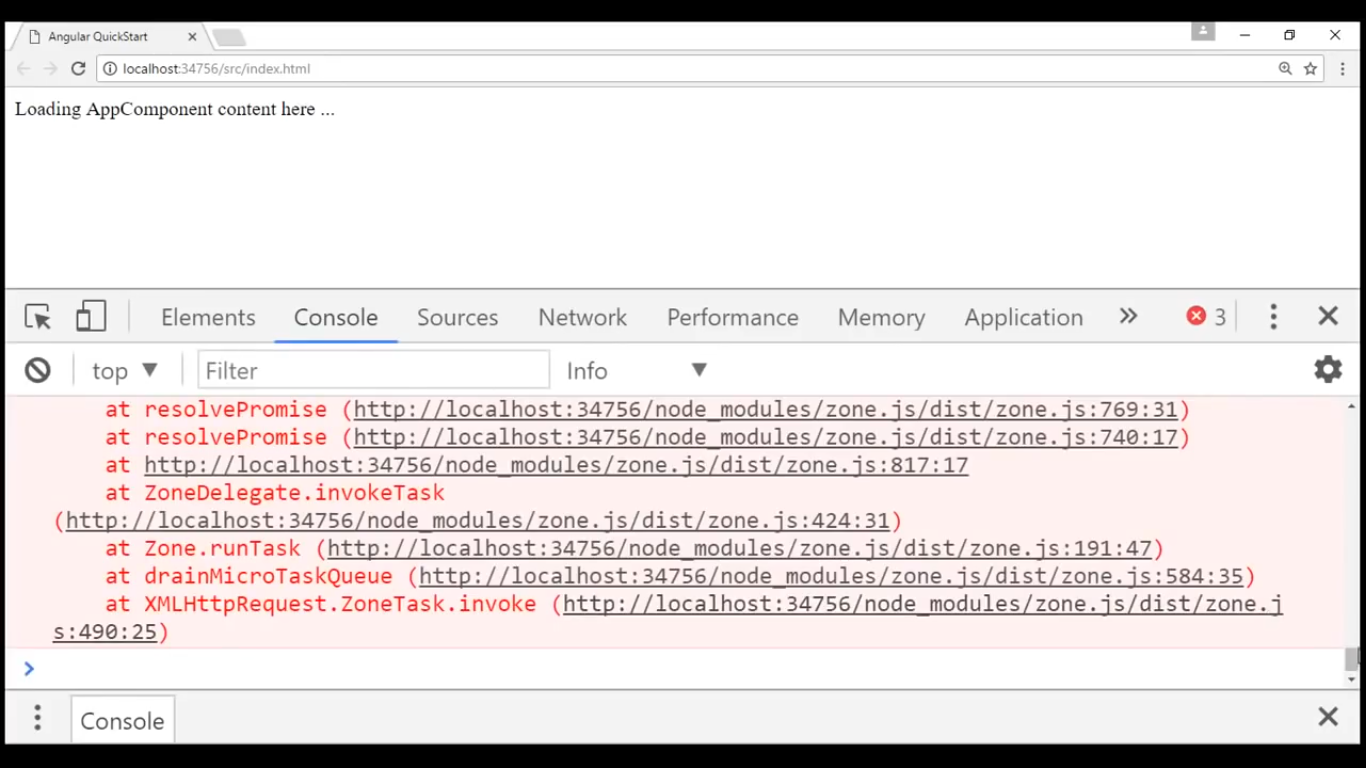 Angular QuickStart
localhost:34756/src/index.html
Loading AppComponent content here ...
Elements Console Sources Network Performance Memory Application 3
top Filter Info
at resolvePromise (http://localhost:34756/node_modules/zone.js/dist/zone.js:769:31)
at resolvePromise (http://localhost:34756/node_modules/zone.js/dist/zone.js:740:17)
at http://localhost:34756/node_modules/zone.js/dist/zone.js:817:17
at ZoneDelegate.invokeTask
(http://localhost:34756/node_modules/zone.js/dist/zone.js:424:31)
at Zone.runTask (http://localhost:34756/node_modules/zone.js/dist/zone.js:191:47)
at drainMicroTaskQueue (http://localhost:34756/node_modules/zone.js/dist/zone.js:584:35)
at XMLHttpRequest.ZoneTask.invoke (http://localhost:34756/node_modules/zone.js/dist/zone.j
s:490:25)
Console